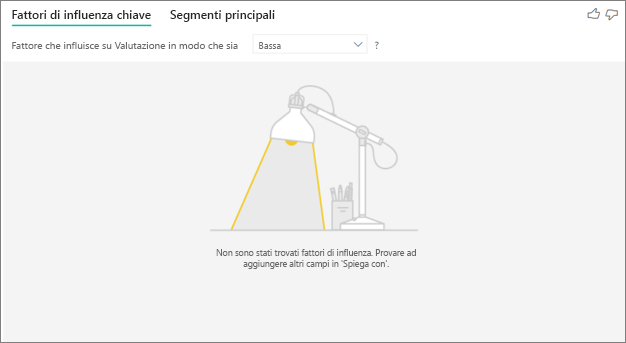 Fattori di influenza chiave Segmenti principali
Fattore che influisce su Valutazione in modo che sia Bassa ?
Non sono stati trovati fattori di influenza. Provare ad
aggiungere altri campi in 'Spiega con'.